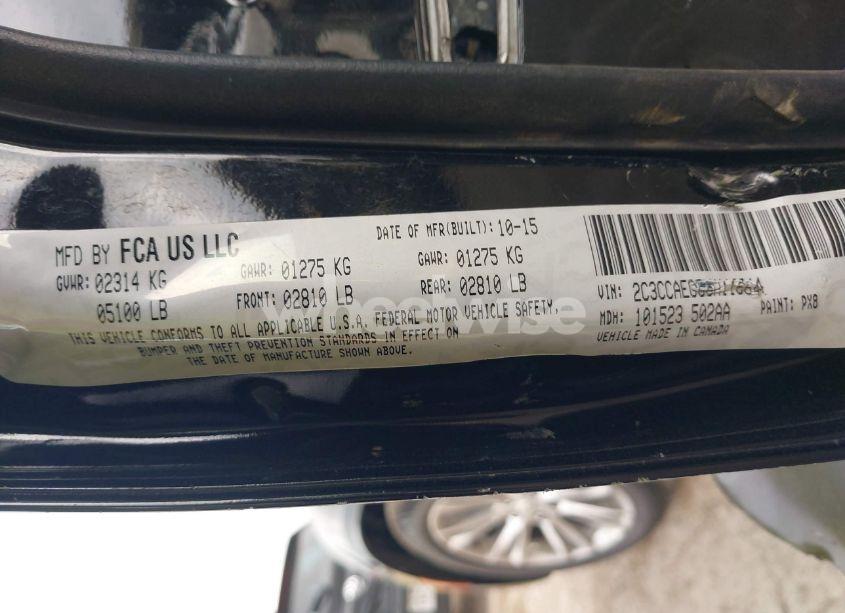 MFD BY FCA US LLC
DATE OF MFR(BUILT): 10-15
GVWR: 02314 KG
GAWR: 01275 KG
GAWR: 01275 KG
05100 LB
FRONT: 02810 LB
REAR: 02810 LB
THIS VEHICLE CONFORMS TO ALL APPLICABLE U.S.A. FEDERAL MOTOR VEHICLE SAFETY,
BUMPER AND THEFT PREVENTION STANDARDS IN EFFECT ON
THE DATE OF MANUFACTURE SHOWN ABOVE.
VIN:
MDH: 101523 502AA
PAINT: PX8
VEHICLE MADE IN CANADA
wheelwise